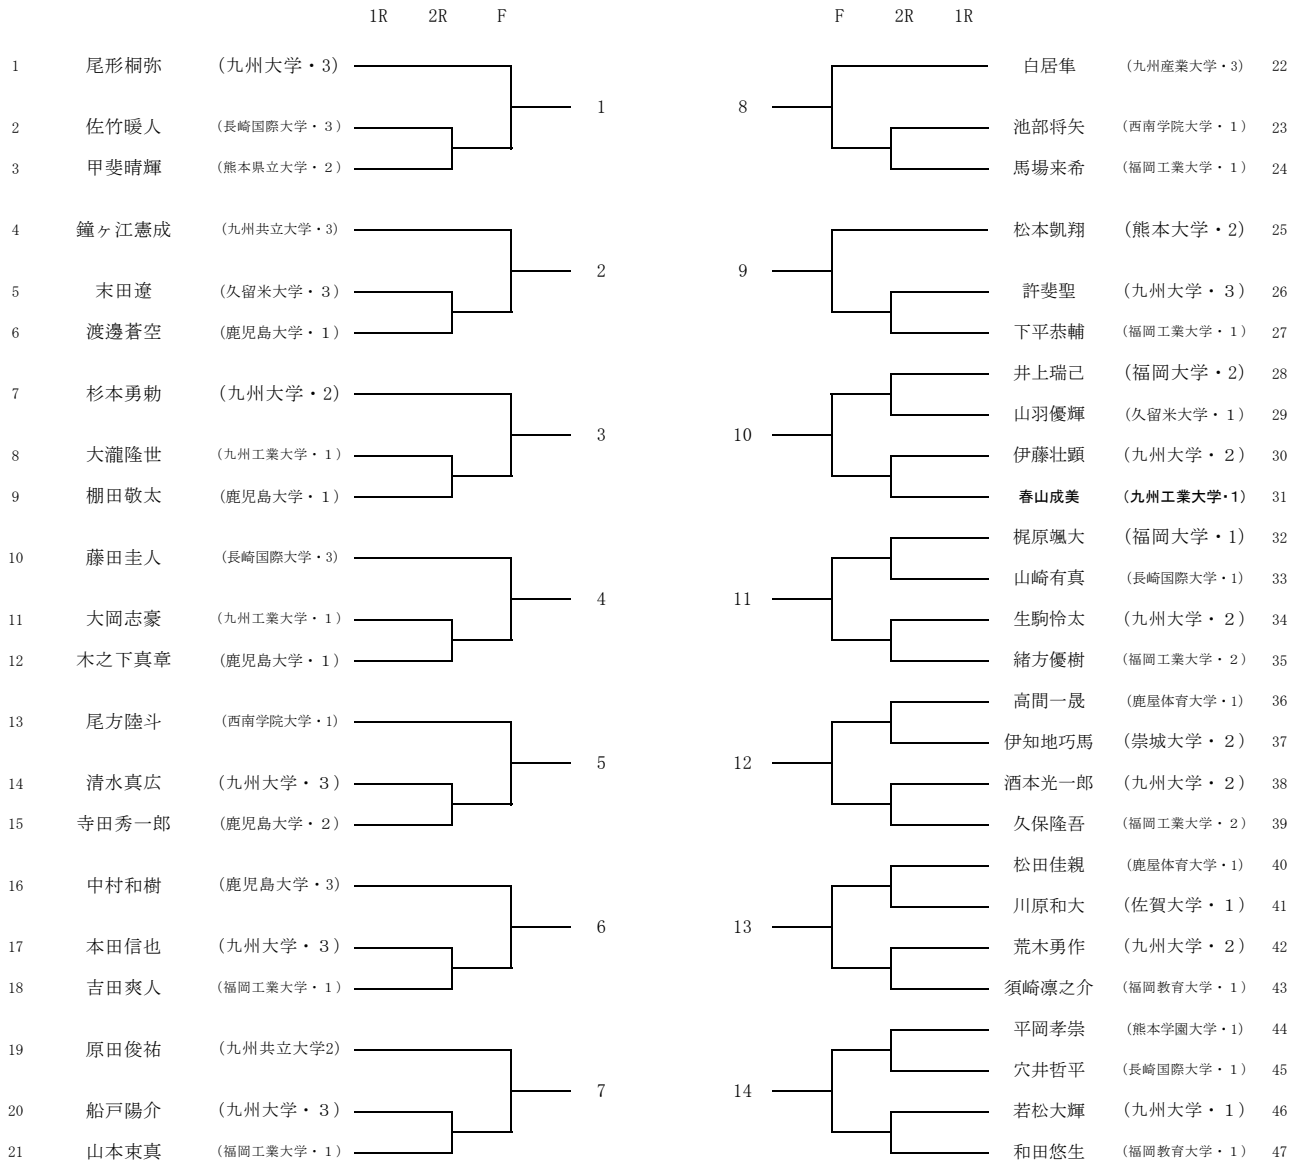 1R 2R F
1 尾形桐弥 (九州大学・3)
1
2 佐竹暖人 (長崎国際大学・3)
3 甲斐晴輝 (熊本県立大学・2)
4 鐘ヶ江憲成 (九州共立大学・3)
2
5 末田遼 (久留米大学・3)
6 渡邊蒼空 (鹿児島大学・1)
7 杉本勇勅 (九州大学・2)
3
8 大瀧隆世 (九州工業大学・1)
9 棚田敬太 (鹿児島大学・1)
10 藤田圭人 (長崎国際大学・3)
4
11 大岡志豪 (九州工業大学・1)
12 木之下真章 (鹿児島大学・1)
13 尾方陸斗 (西南学院大学・1)
5
14 清水真広 (九州大学・3)
15 寺田秀一郎 (鹿児島大学・2)
16 中村和樹 (鹿児島大学・3)
6
17 本田信也 (九州大学・3)
18 吉田爽人 (福岡工業大学・1)
19 原田俊祐 (九州共立大学2)
7
20 船戸陽介 (九州大学・3)
21 山本束真 (福岡工業大学・1)
F 2R 1R
白居隼 (九州産業大学・3) 22
8
池部将矢 (西南学院大学・1) 23
馬場来希 (福岡工業大学・1) 24
松本凱翔 (熊本大学・2) 25
9
許斐聖 (九州大学・3) 26
下平恭輔 (福岡工業大学・1) 27
井上瑞己 (福岡大学・2) 28
山羽優輝 (久留米大学・1) 29
10
伊藤壮顕 (九州大学・2) 30
春山成美 (九州工業大学・1) 31
梶原颯大 (福岡大学・1) 32
山崎有真 (長崎国際大学・1) 33
11
生駒怜太 (九州大学・2) 34
緒方優樹 (福岡工業大学・2) 35
高間一晟 (鹿屋体育大学・1) 36
伊知地巧馬 (崇城大学・2) 37
12
酒本光一郎 (九州大学・2) 38
久保隆吾 (福岡工業大学・2) 39
松田佳親 (鹿屋体育大学・1) 40
川原和大 (佐賀大学・1) 41
13
荒木勇作 (九州大学・2) 42
須崎凛之介 (福岡教育大学・1) 43
平岡孝崇 (熊本学園大学・1) 44
穴井哲平 (長崎国際大学・1) 45
14
若松大輝 (九州大学・1) 46
和田悠生 (福岡教育大学・1) 47